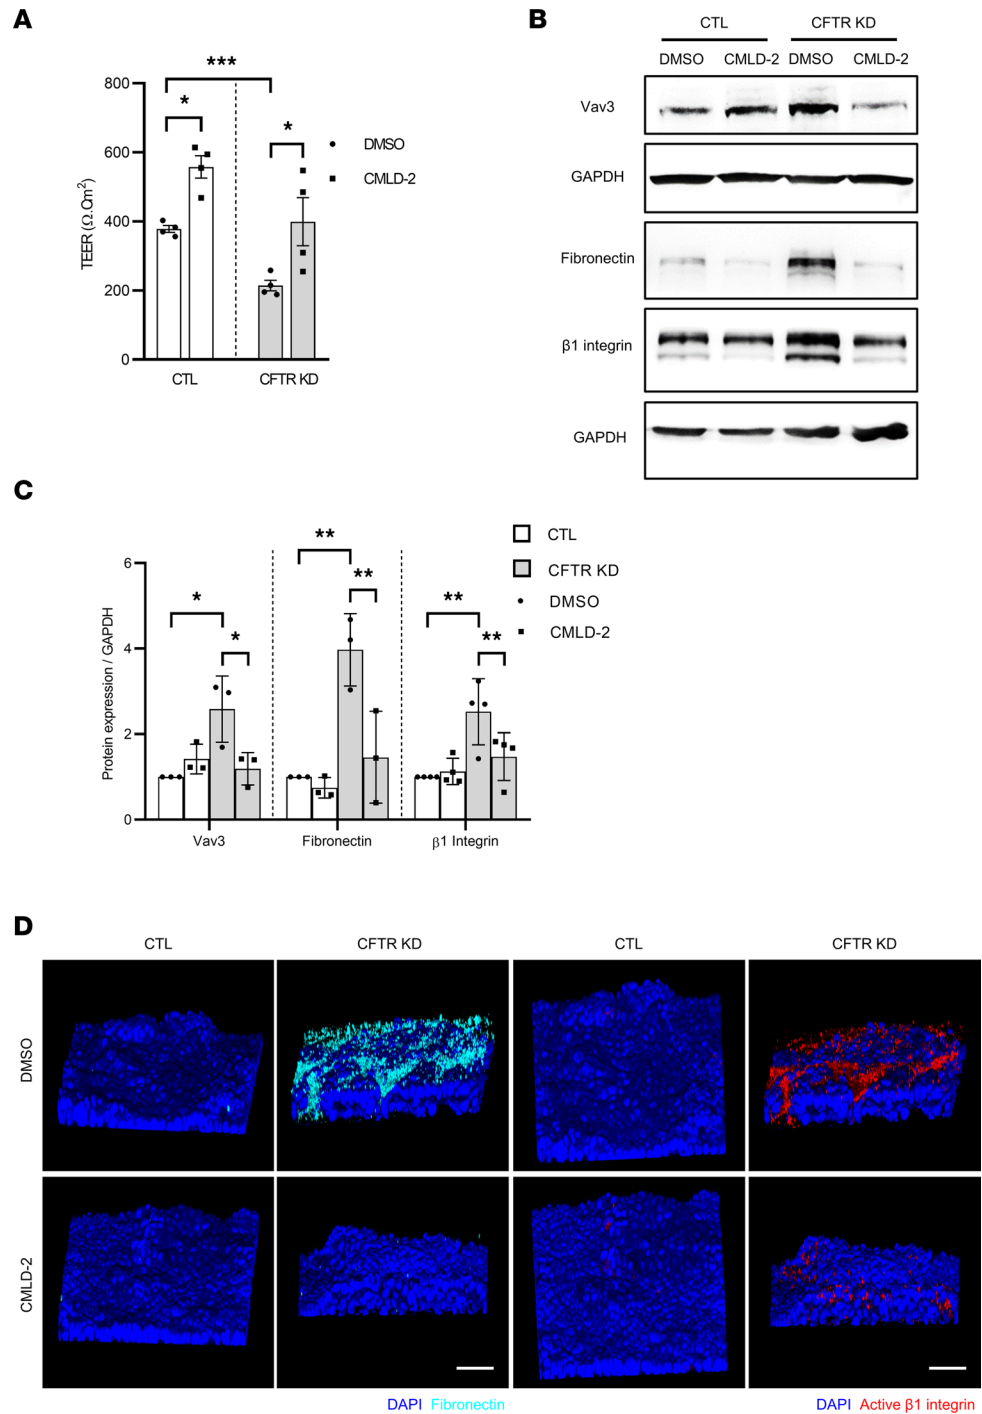 A
***
*
*
800
600
400
200
0
TEER (Ω.cm²)
DMSO
CMLD-2
CTL
CFTR KD
B
CTL
CFTR KD
DMSO
CMLD-2
DMSO
CMLD-2
Vav3
GAPDH
Fibronectin
β1 integrin
GAPDH
C
CTL
CFTR KD
DMSO
CMLD-2
**
**
*
*
**
**
6
4
2
0
Protein expression / GAPDH
Vav3
Fibronectin
β1 Integrin
D
CTL
CFTR KD
CTL
CFTR KD
DMSO
CMLD-2
DAPI Fibronectin
DAPI Active β1 integrin